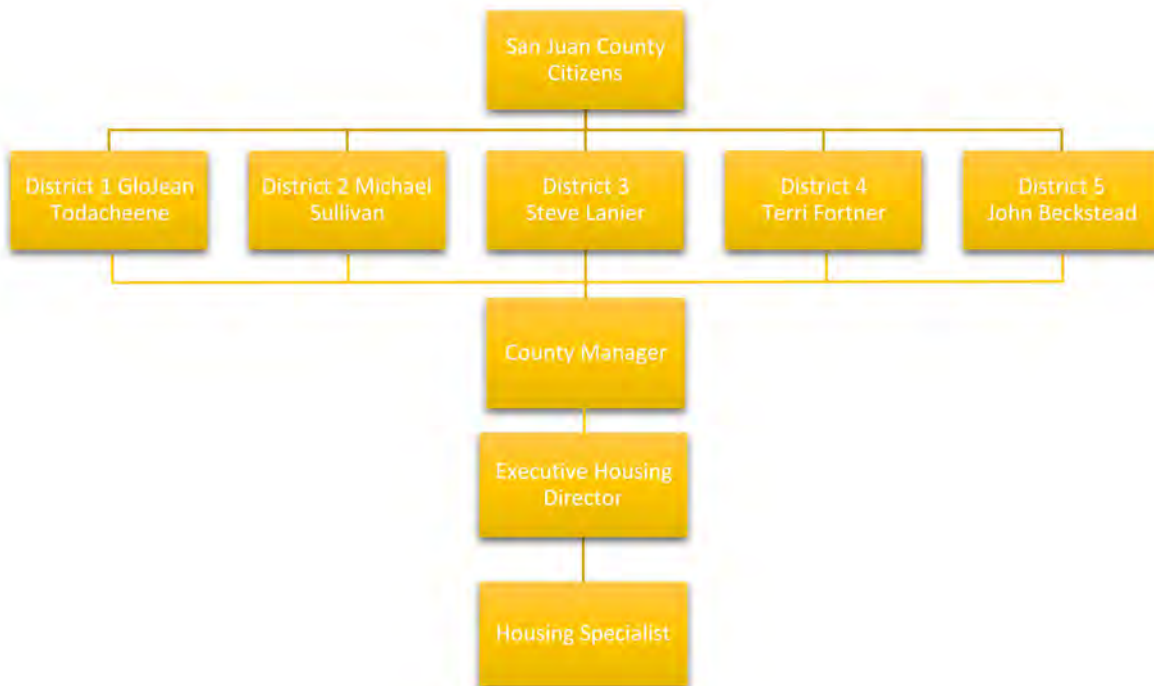 San Juan County
Citizens
District 1 GloJean
Todacheene
District 2 Michael
Sullivan
District 3
Steve Lanier
District 4
Terri Fortner
District 5
John Beckstead
County Manager
Executive Housing
Director
Housing Specialist